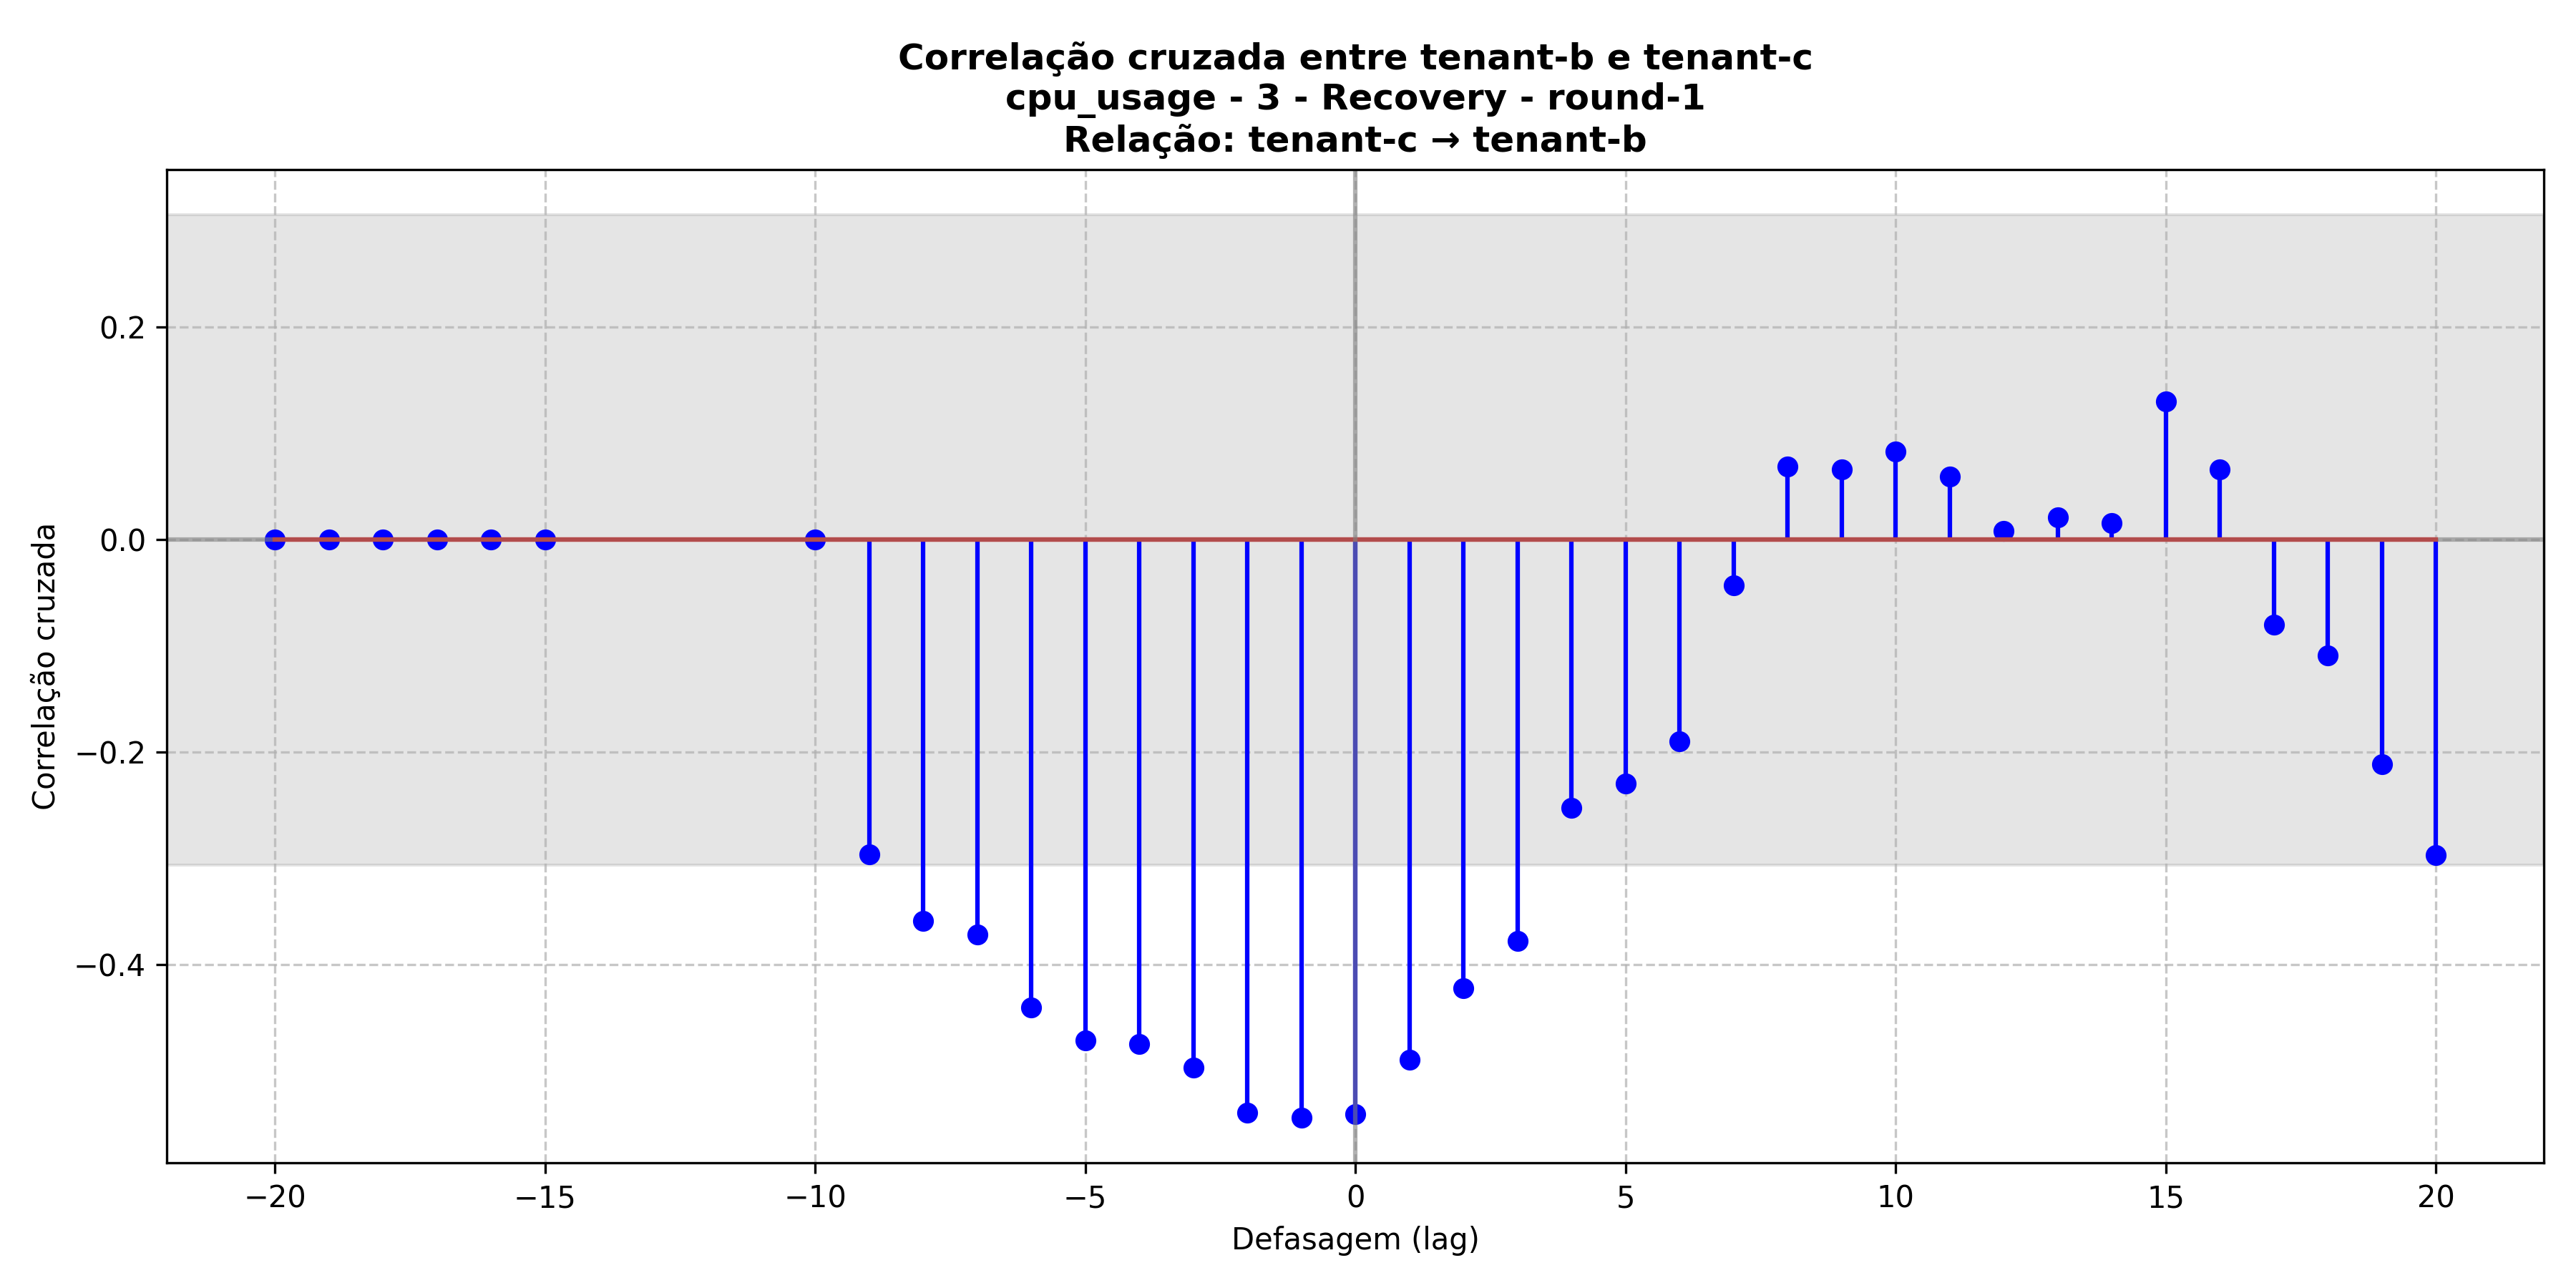 Correlação cruzada entre tenant-b e tenant-c
cpu_usage - 3 - Recovery - round-1
Relação: tenant-c → tenant-b
Correlação cruzada
0.2
0.0
−0.2
−0.4
−20 −15 −10 −5 0 5 10 15 20
Defasagem (lag)